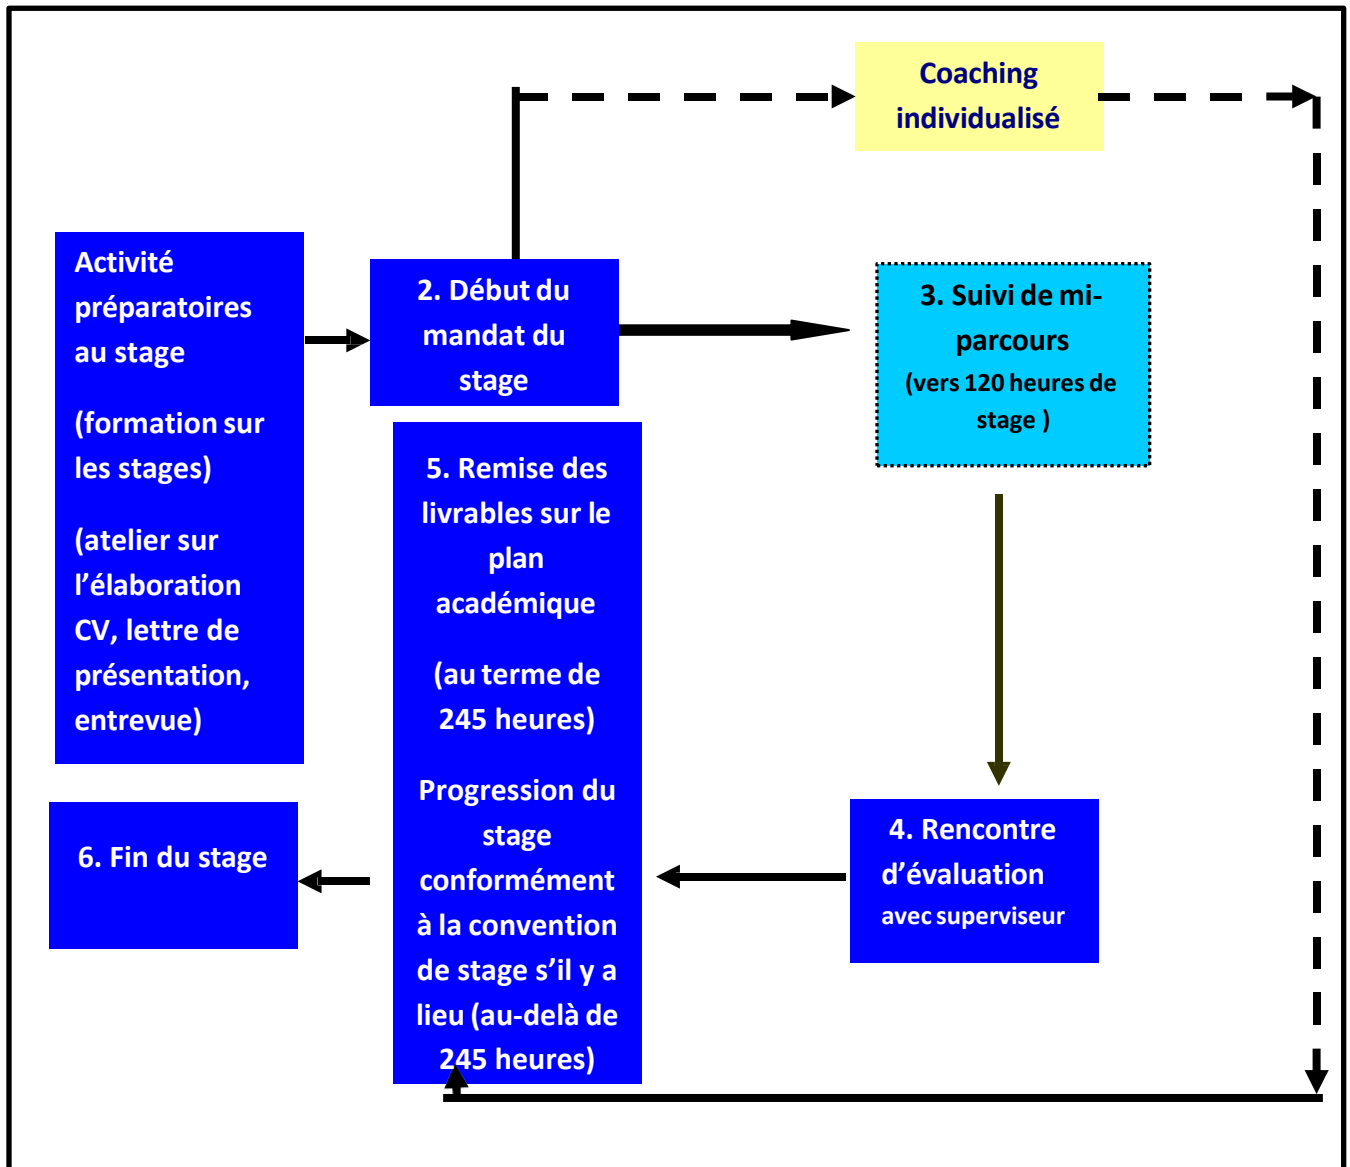 Coaching
individualisé
Activité
préparatoires
au stage
(formation sur
les stages)
(atelier sur
l’élaboration
CV, lettre de
présentation,
entrevue)
2. Début du
mandat du
stage
3. Suivi de mi-
parcours
(vers 120 heures de
stage )
4. Rencontre
d’évaluation
avec superviseur
5. Remise des
livrables sur le
plan
académique
(au terme de
245 heures)
Progression du
stage
conformément
à la convention
de stage s’il y a
lieu (au-delà de
245 heures)
6. Fin du stage